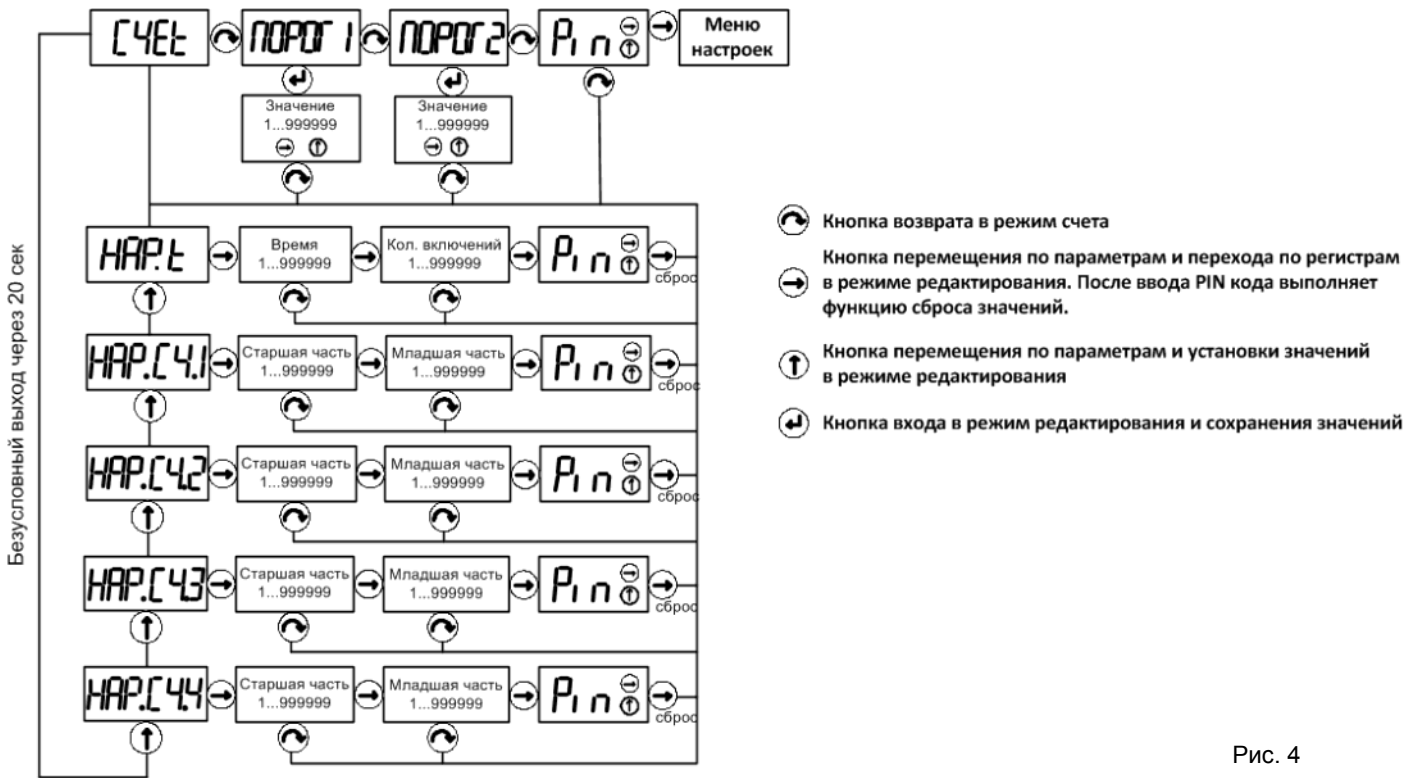 СЧЕt ПОРОГ 1 ПОРОГ 2 Pin Меню
настроек
Значение
1...999999
Значение
1...999999
Безусловный выход через 20 сек
НАР.t Время
1...999999
Кол. включений
1...999999
Pin сброс
НАР.СЧ.1 Старшая часть
1...999999
Младшая часть
1...999999
Pin сброс
НАР.СЧ.2 Старшая часть
1...999999
Младшая часть
1...999999
Pin сброс
НАР.СЧ.3 Старшая часть
1...999999
Младшая часть
1...999999
Pin сброс
НАР.СЧ.4 Старшая часть
1...999999
Младшая часть
1...999999
Pin сброс
Кнопка возврата в режим счета
Кнопка перемещения по параметрам и перехода по регистрам
в режиме редактирования. После ввода PIN кода выполняет
функцию сброса значений.
Кнопка перемещения по параметрам и установки значений
в режиме редактирования
Кнопка входа в режим редактирования и сохранения значений
Рис. 4